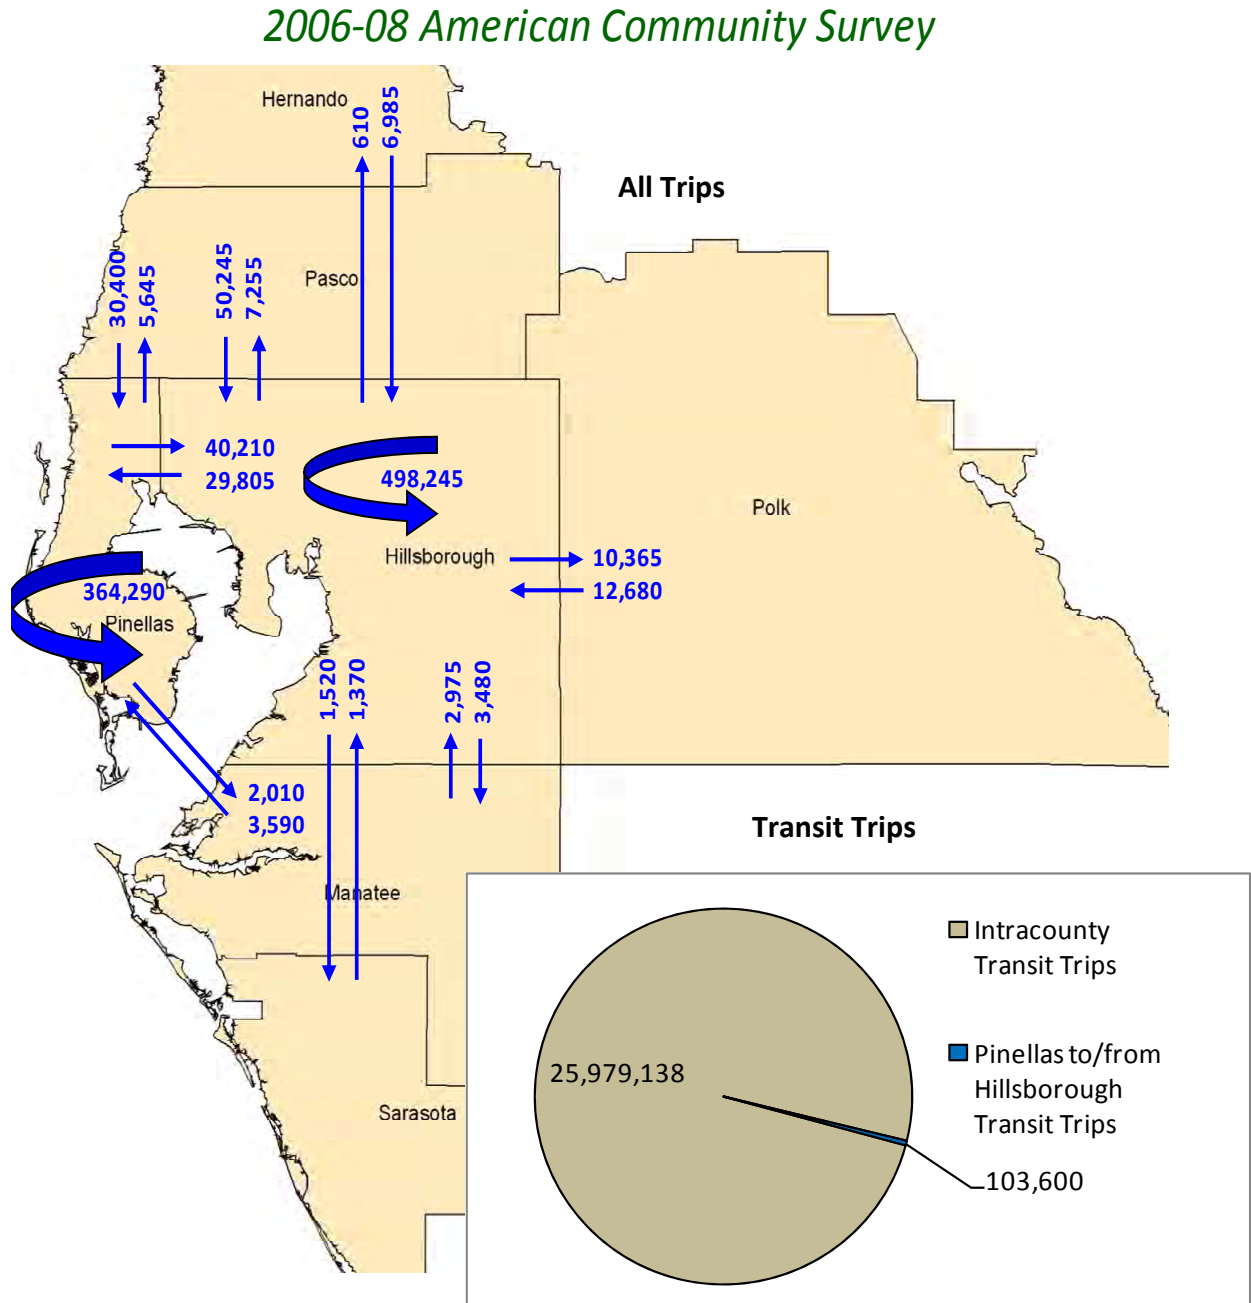 2006-08 American Community Survey
Hernando
610
6,985
All Trips
30,400
5,645
50,245
7,255
Pasco
40,210
29,805
498,245
Polk
Hillsborough
10,365
12,680
364,290
Pinellas
1,520
1,370
2,975
3,480
2,010
3,590
Transit Trips
Manatee
Intracounty
Transit Trips
25,979,138
Pinellas to/from
Hillsborough
Transit Trips
Sarasota
103,600